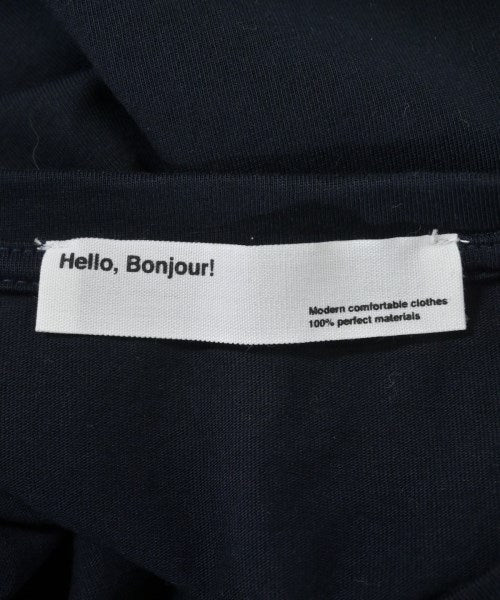 Hello, Bonjour!
Modern comfortable clothes
100% perfect materials